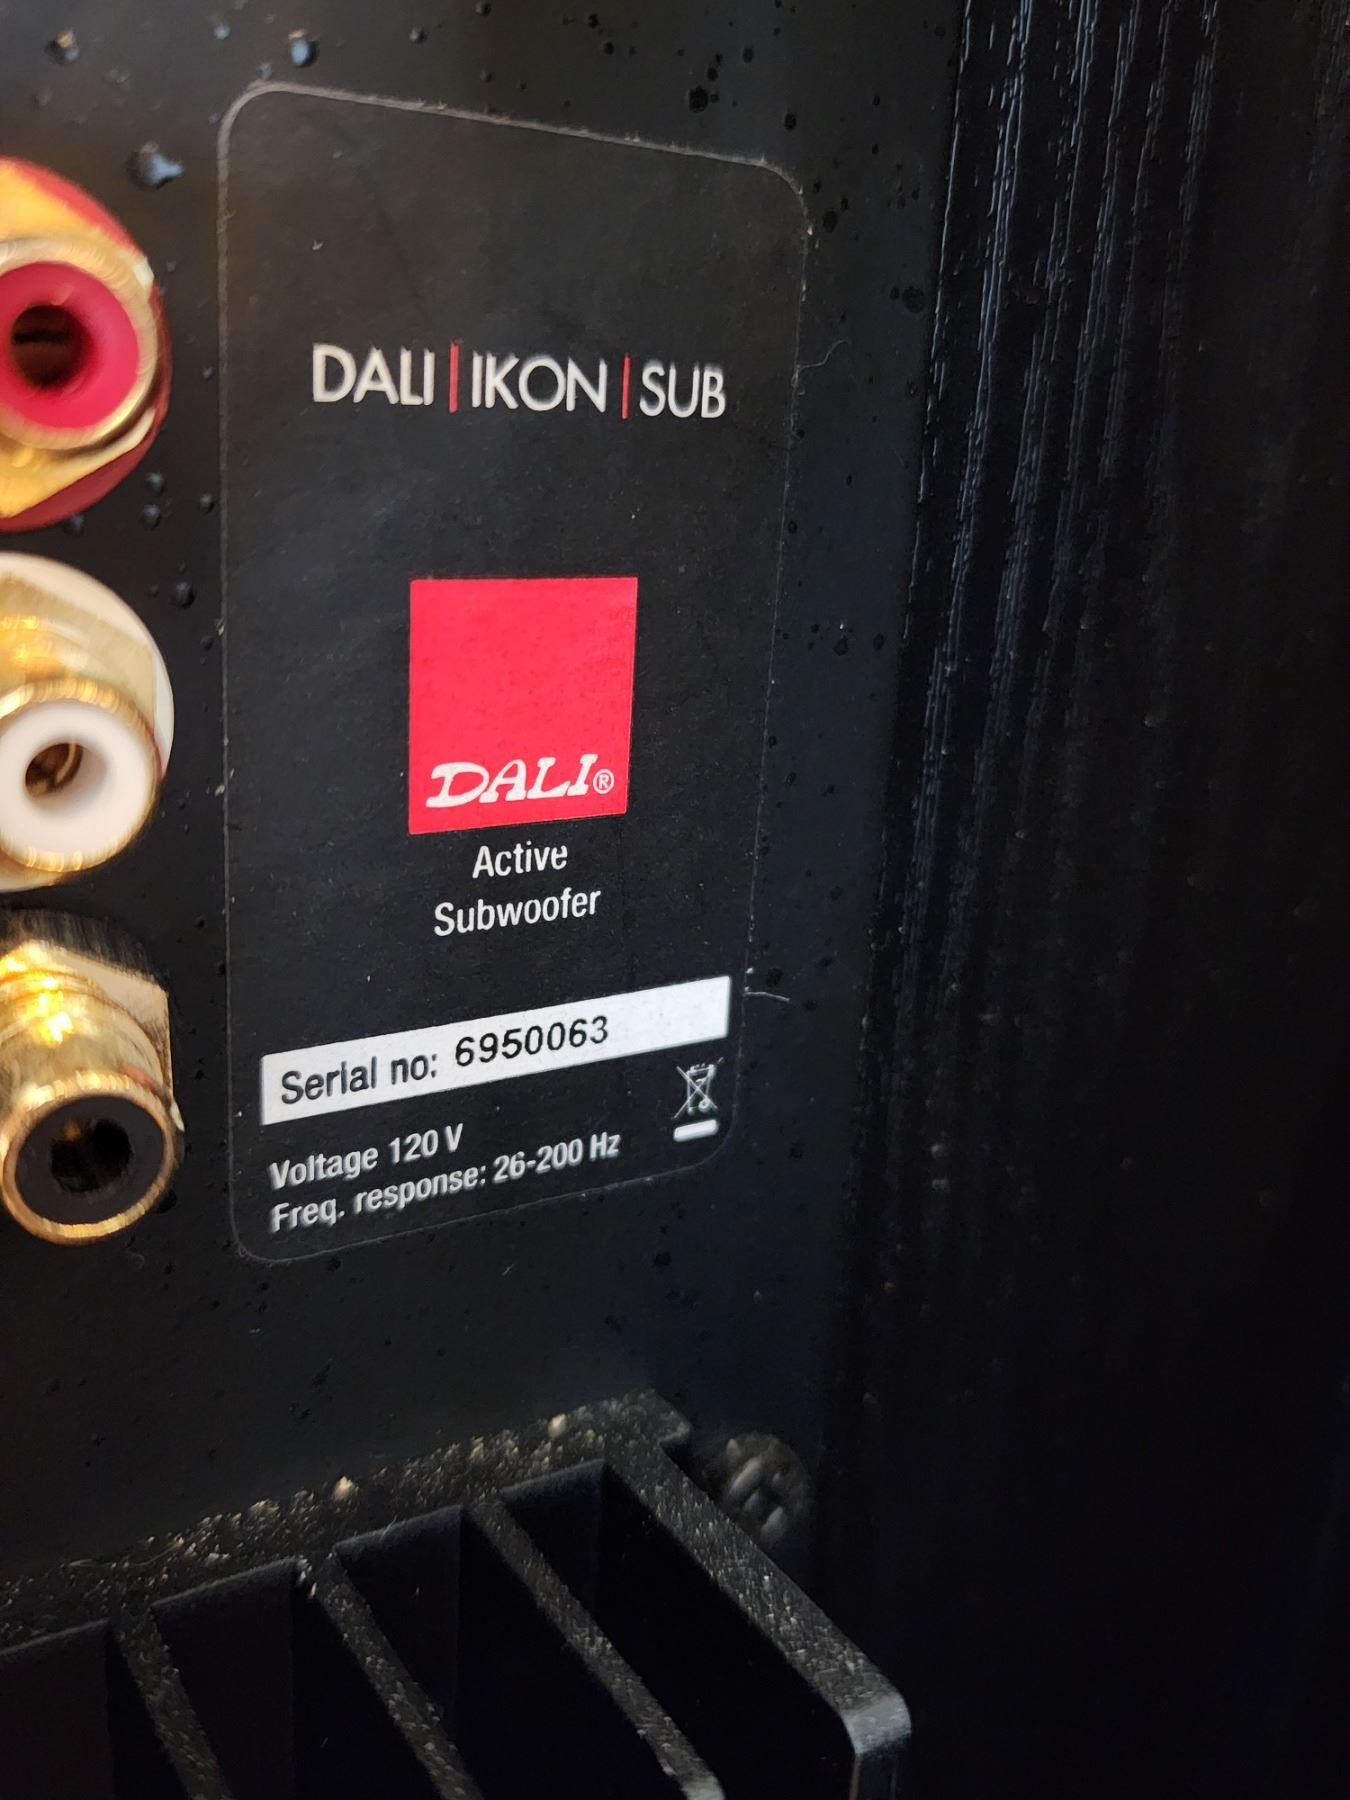 DALI | IKON | SUB
DALI®
Active
Subwoofer
Serial no: 6950063
Voltage 120 V
Freq. response: 26-200 Hz